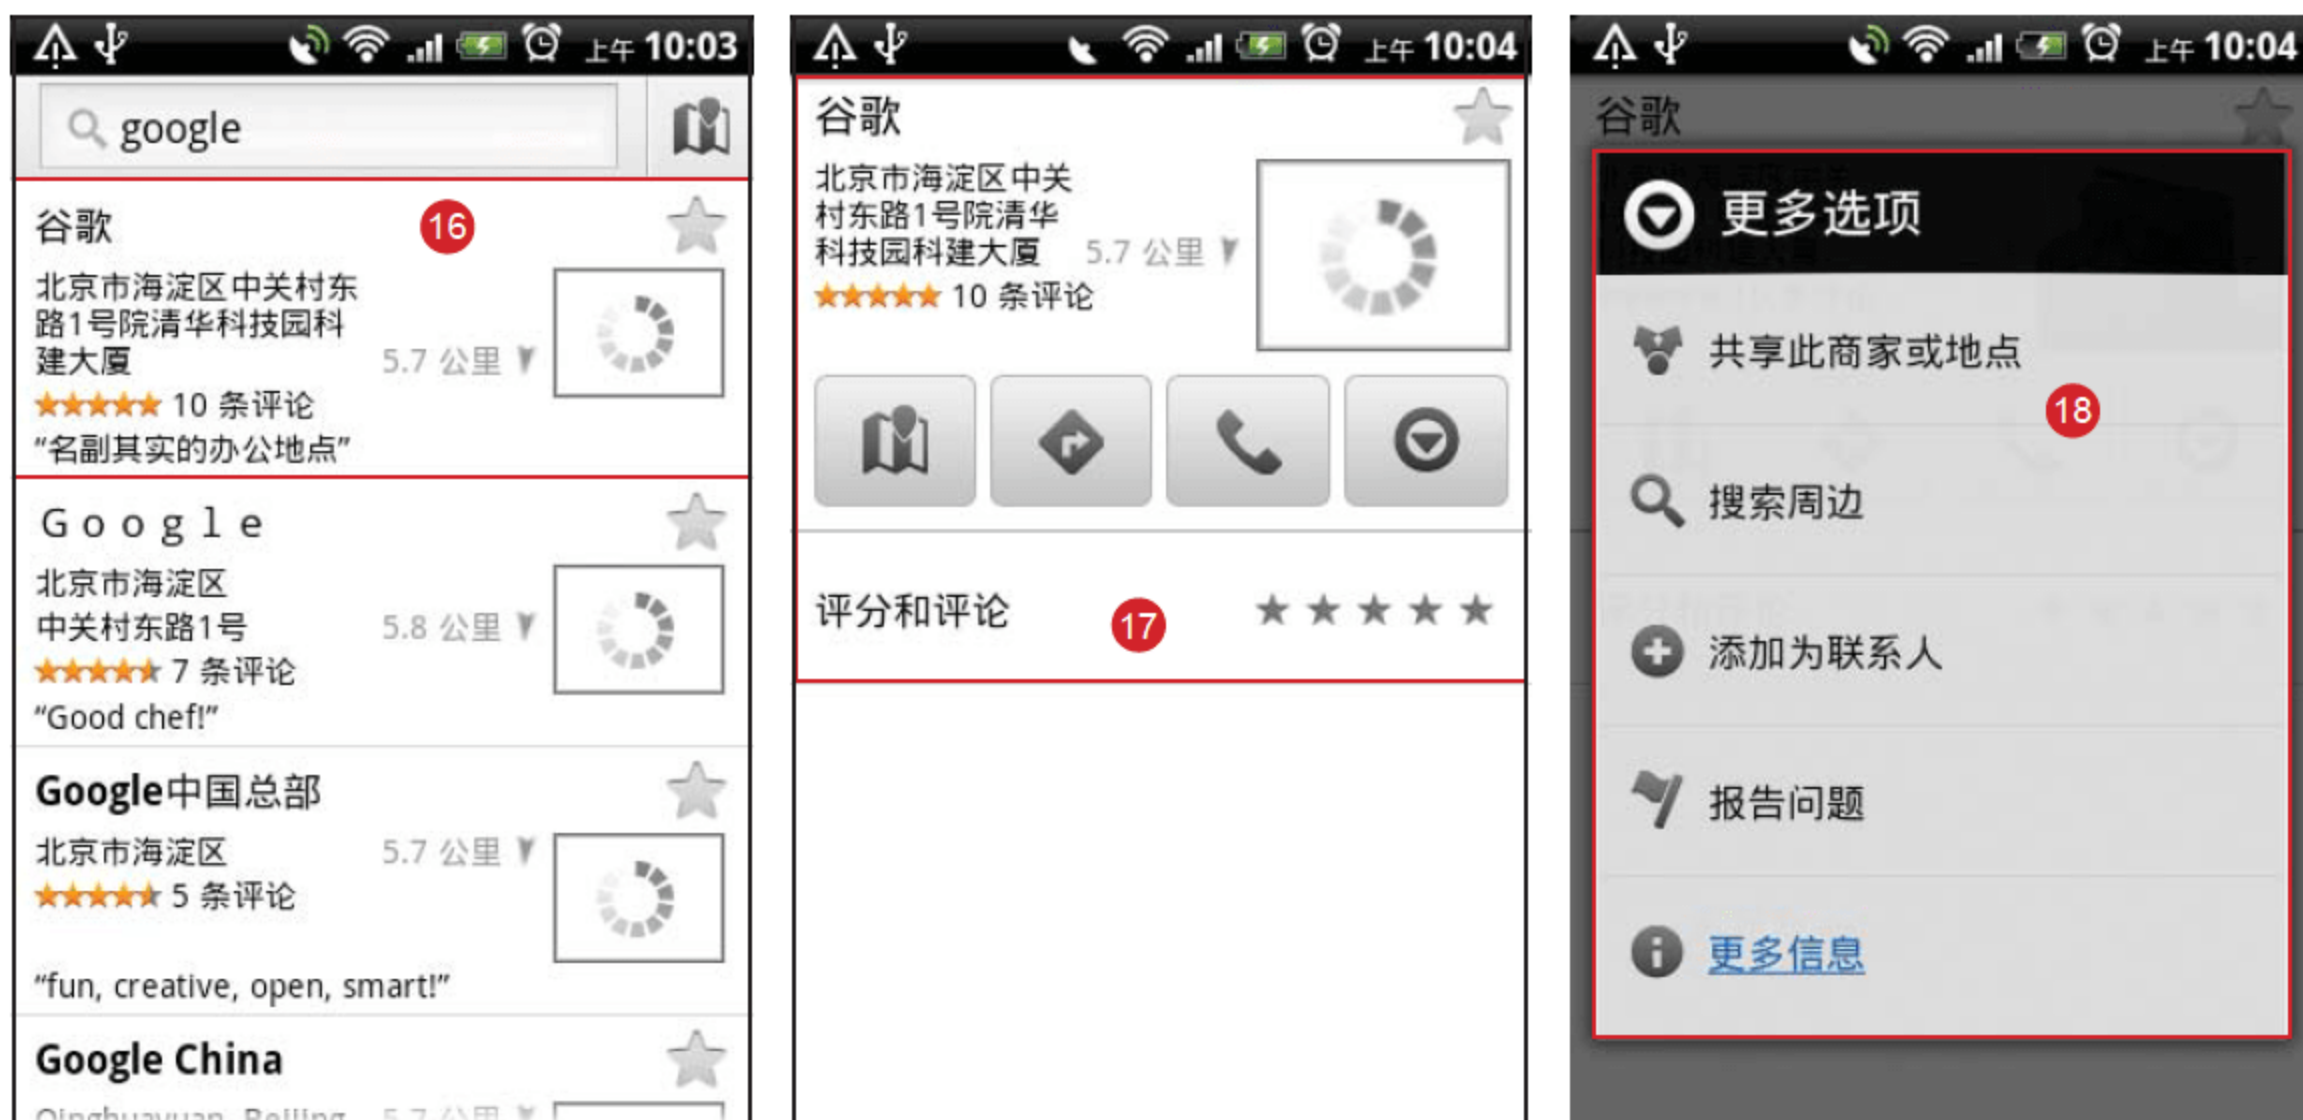 上午 10:03
google
谷歌
16
北京市海淀区中关村东
路1号院清华科技园科
建大厦
5.7 公里
10 条评论
“名副其实的办公地点”
Google
北京市海淀区
中关村东路1号
5.8 公里
7 条评论
“Good chef!”
Google中国总部
北京市海淀区
5.7 公里
5 条评论
“fun, creative, open, smart!”
Google China
Qinghuayuan, Beijing
5.7 公里
上午 10:04
谷歌
北京市海淀区中关
村东路1号院清华
科技园科建大厦
5.7 公里
10 条评论
评分和评论
17
上午 10:04
谷歌
更多选项
共享此商家或地点
18
搜索周边
添加为联系人
报告问题
更多信息